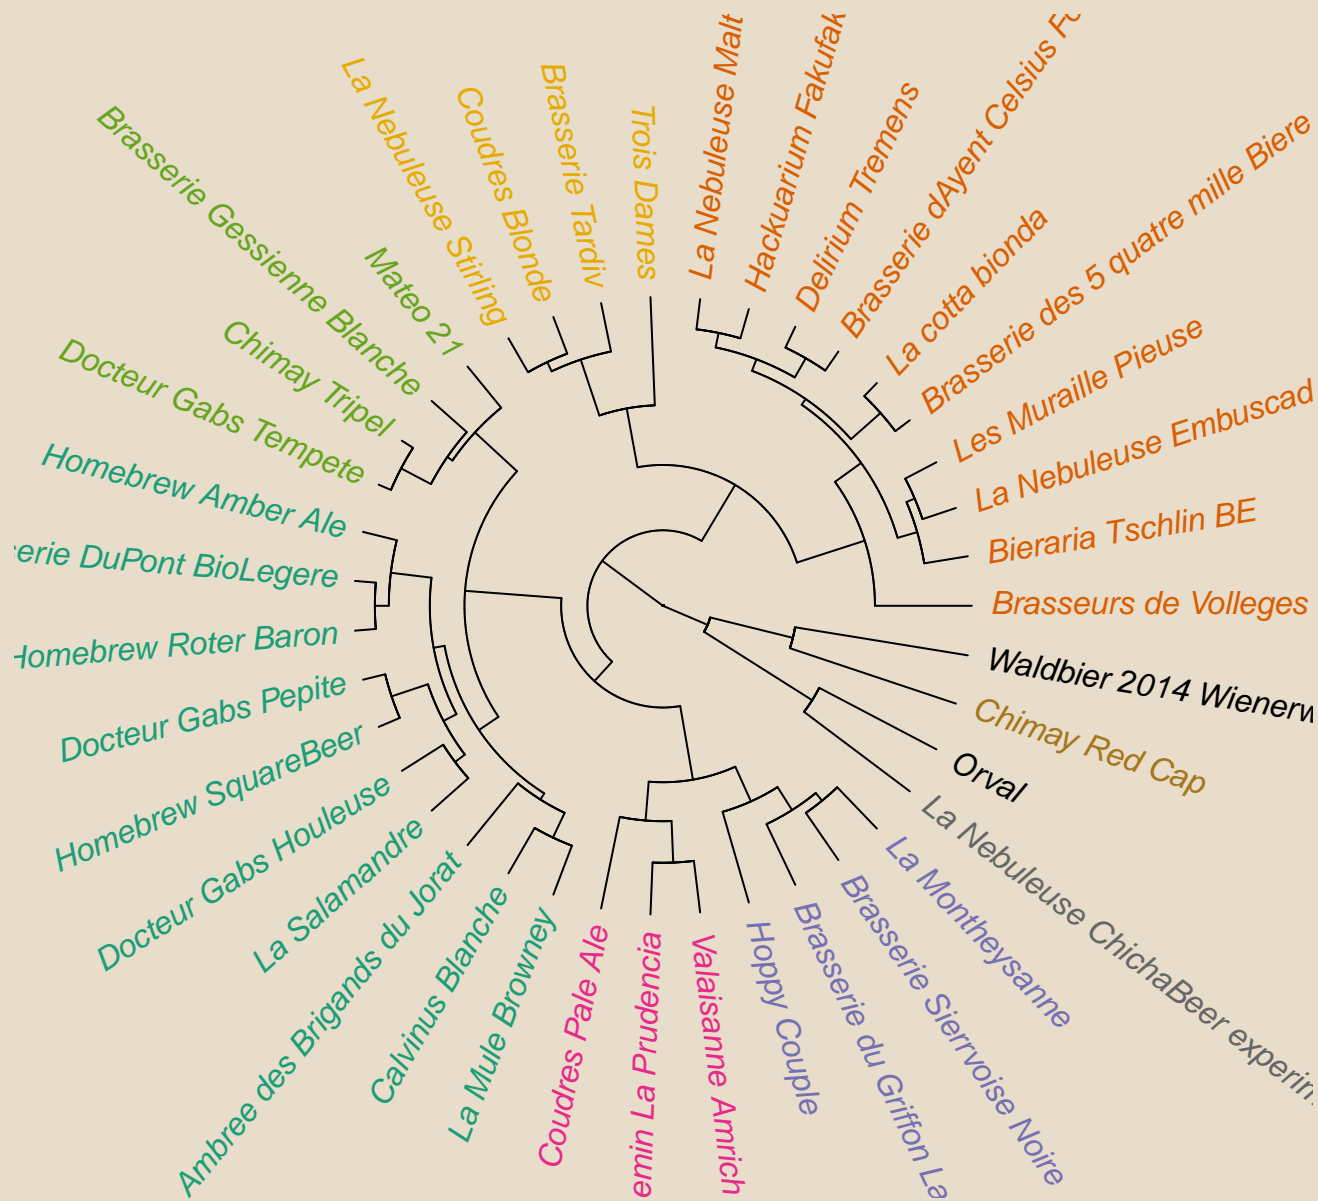 La Nebuleuse Malt
Hackuarium Fakufak
Delirium Tremens
Brasserie dAyent Celsius
La cotta bionda
Brasserie des 5 quatre mille Biere
Les Muraille Pieuse
La Nebuleuse Embuscad
Bieraria Tschlin BE
Brasseurs de Volleges
Waldbier 2014 Wienerw
Chimay Red Cap
Orval
La Nebuleuse ChichaBeer experim
La Montheysanne
Brasserie Sierrvoise Noire
Brasserie du Griffon La
Hoppy Couple
Valaisanne Amrich
emin La Prudencia
Coudres Pale Ale
La Mule Browney
Calvinus Blanche
Ambree des Brigands du Jorat
La Salamandre
Docteur Gabs Houleuse
Homebrew SquareBeer
Docteur Gabs Pepite
Homebrew Roter Baron
serie DuPont BioLegere
Homebrew Amber Ale
Docteur Gabs Tempete
Chimay Tripel
Brasserie Gessienne Blanche
Mateo 21
La Nebuleuse Stirling
Coudres Blonde
Brasserie Tardiv
Trois Dames